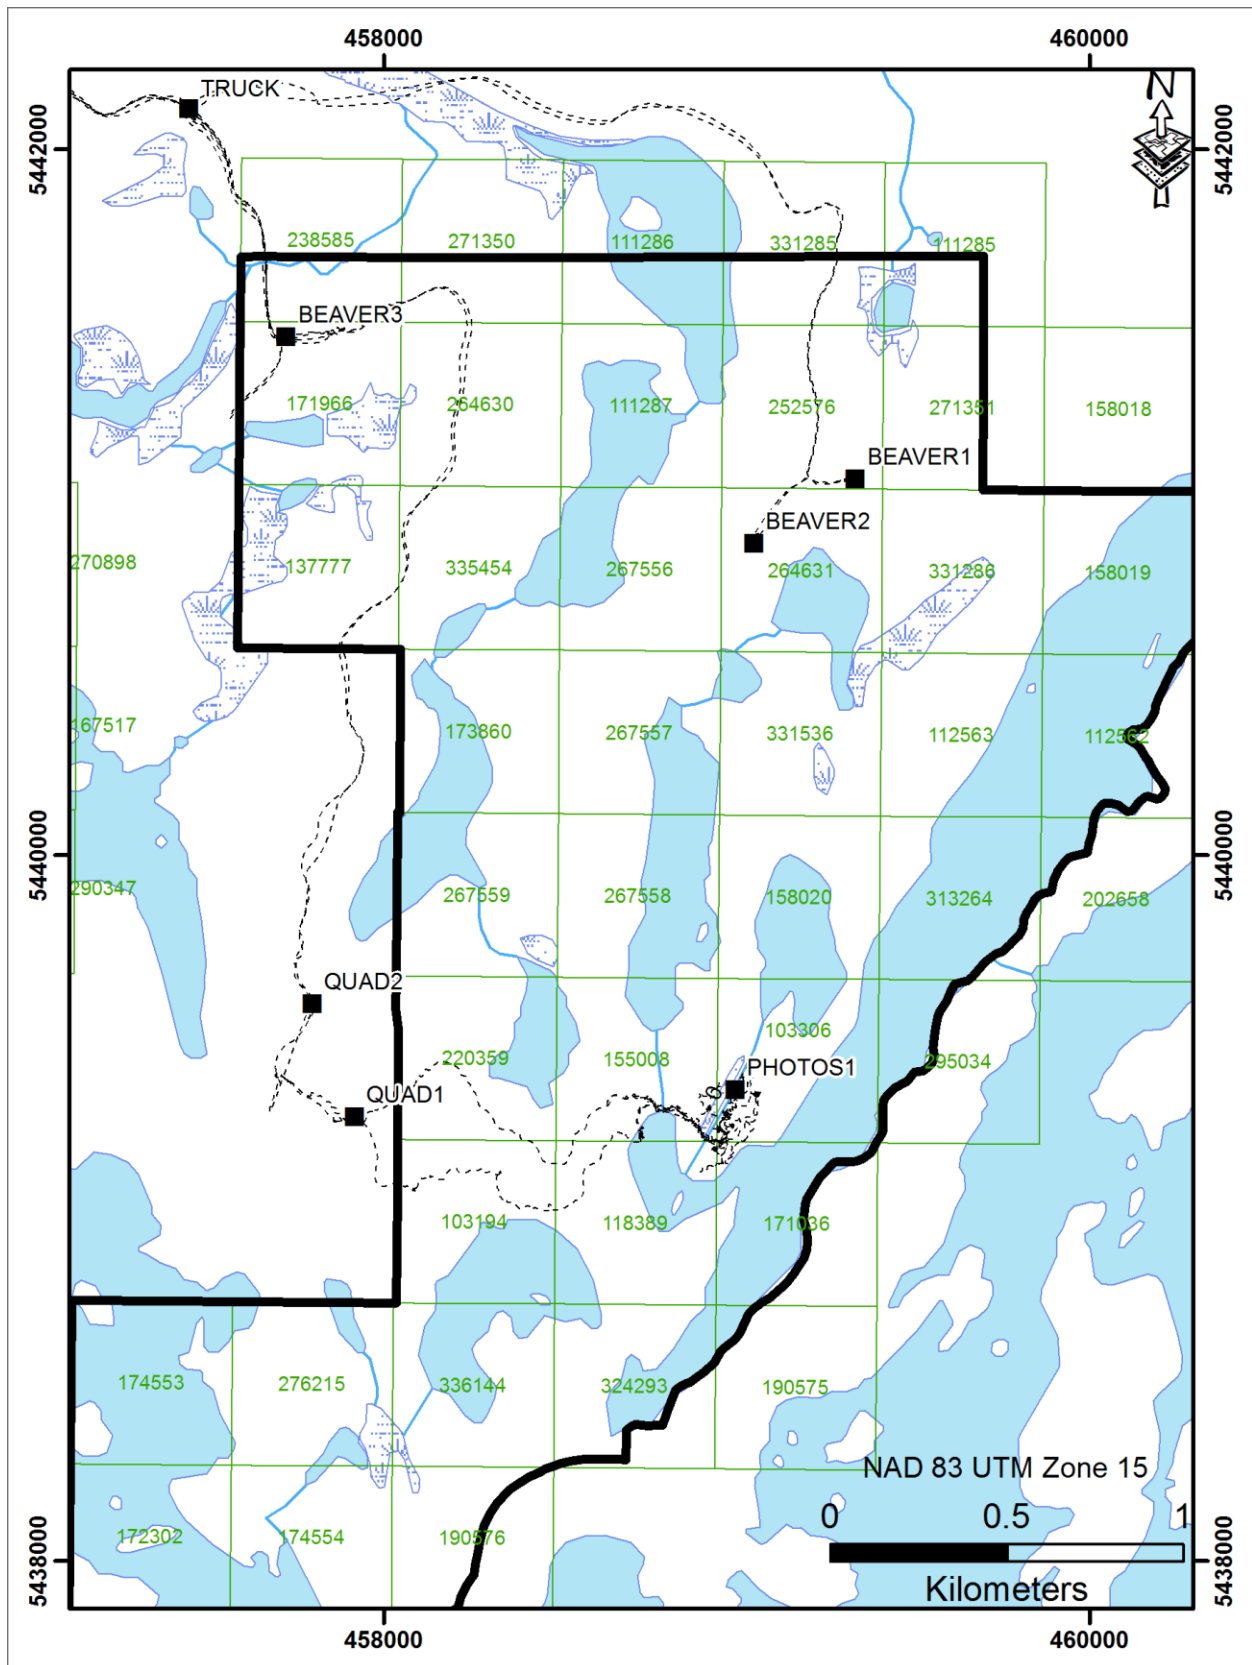 458000 460000
TRUCK
N
5442000 5442000
238585 271350 111286 331285 111285
BEAVER3
171966 264630 111287 252576 271351 158018
BEAVER1
BEAVER2
270898 137777 335454 267556 264631 331286 158019
167517 173860 267557 331536 112563 112562
5440000 5440000
290347 267559 267558 158020 313264 202658
QUAD2
103306
220359 155008 PHOTOS1 295034
QUAD1
103194 118389 171036
174553 276215 336144 324293 190575
NAD 83 UTM Zone 15
0 0.5 1
172302 174554 190576
5438000 5438000
Kilometers
458000 460000